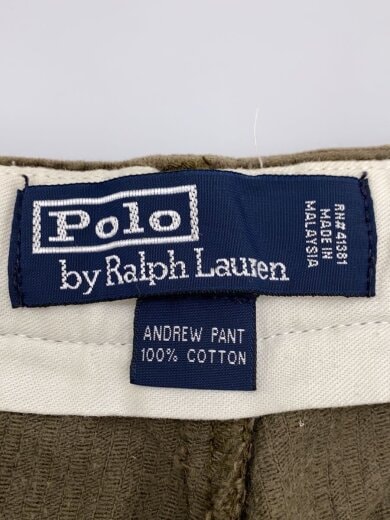 Polo
by Ralph Lauren
RN#41381
MADE IN
MALAYSIA
ANDREW PANT
100% COTTON